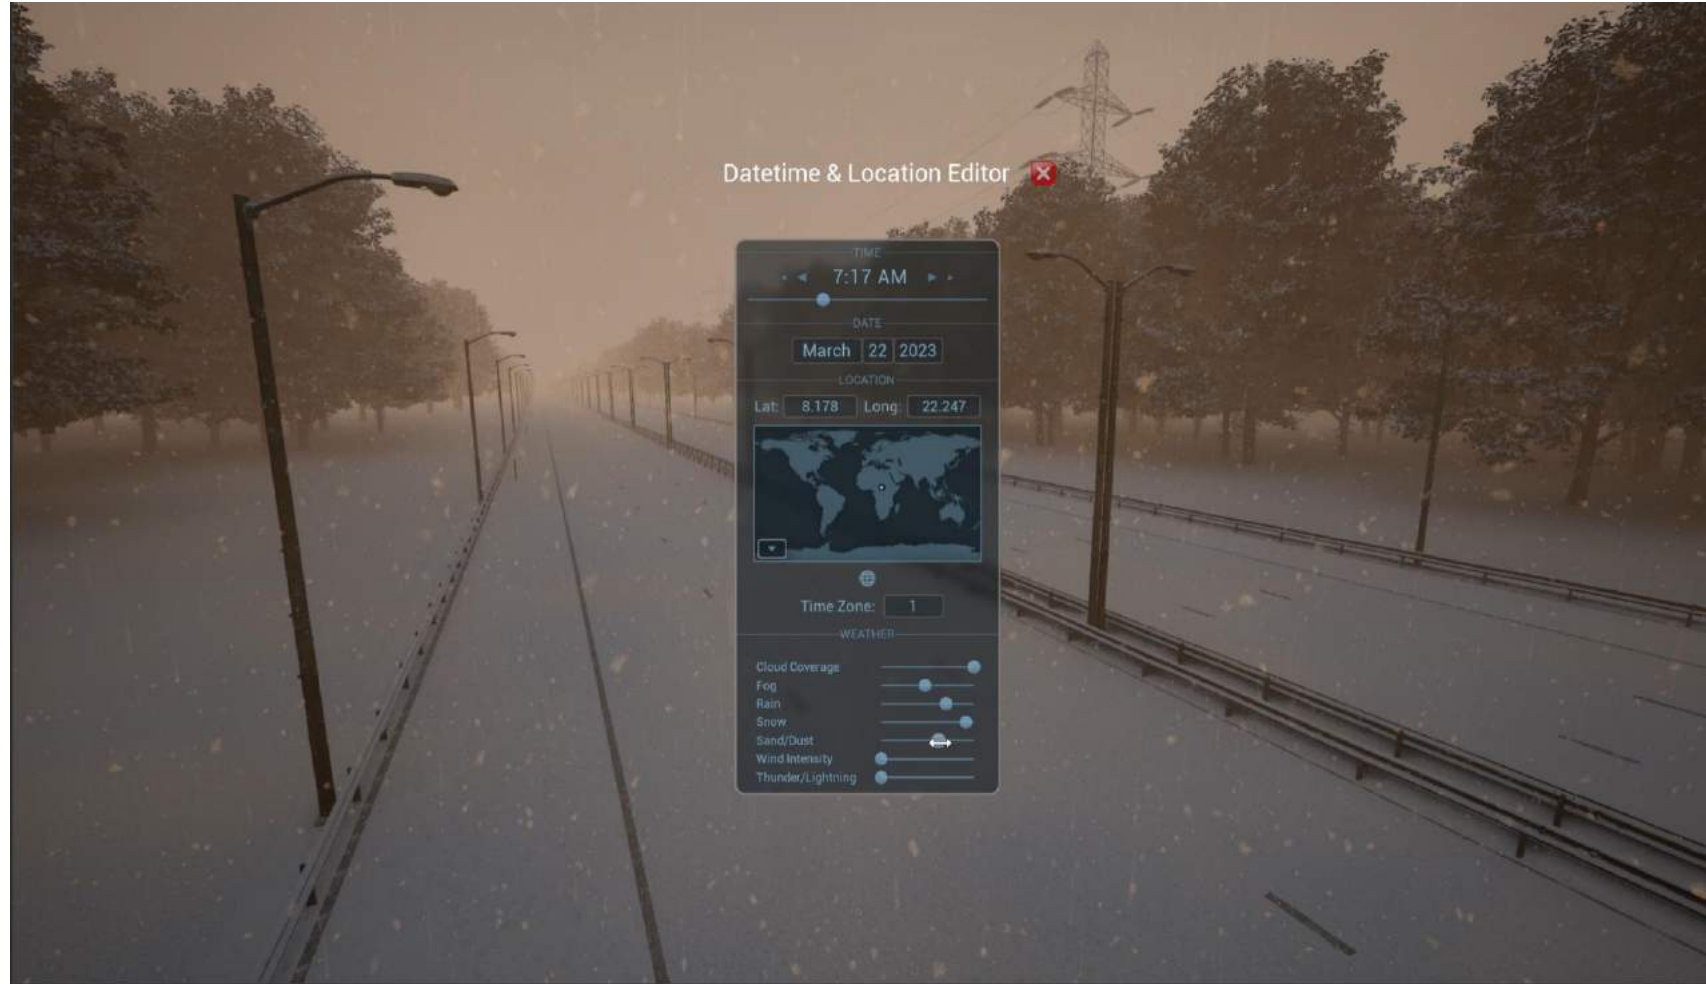 Datetime & Location Editor
TIME
7:17 AM
DATE
March 22 2023
LOCATION
Lat: 8.178 Long: 22.247
Time Zone: 1
WEATHER
Cloud Coverage
Fog
Rain
Snow
Sand/Dust
Wind Intensity
Thunder/Lightning